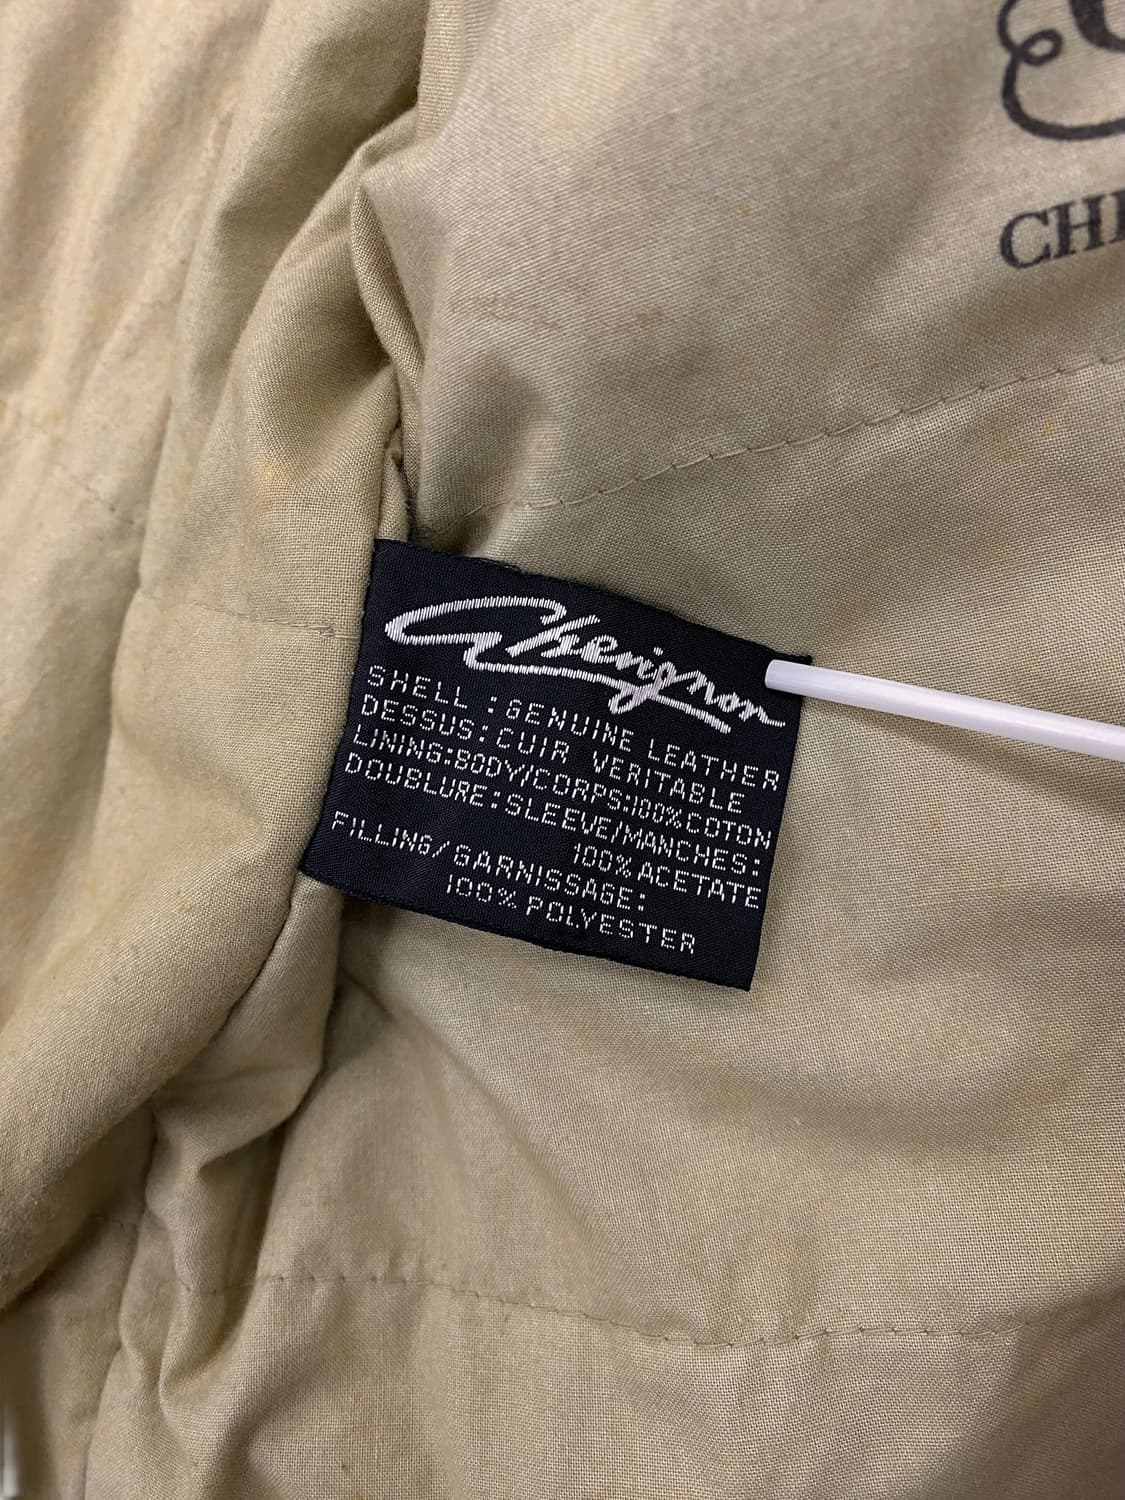 CHE
Chevignon
SHELL : GENUINE LEATHER
DESSUS: CUIR VERITABLE
LINING:BODY/CORPS:100% COTON
DOUBLURE: SLEEVE/MANCHES:
100% ACETATE
FILLING/GARNISSAGE:
100% POLYESTER